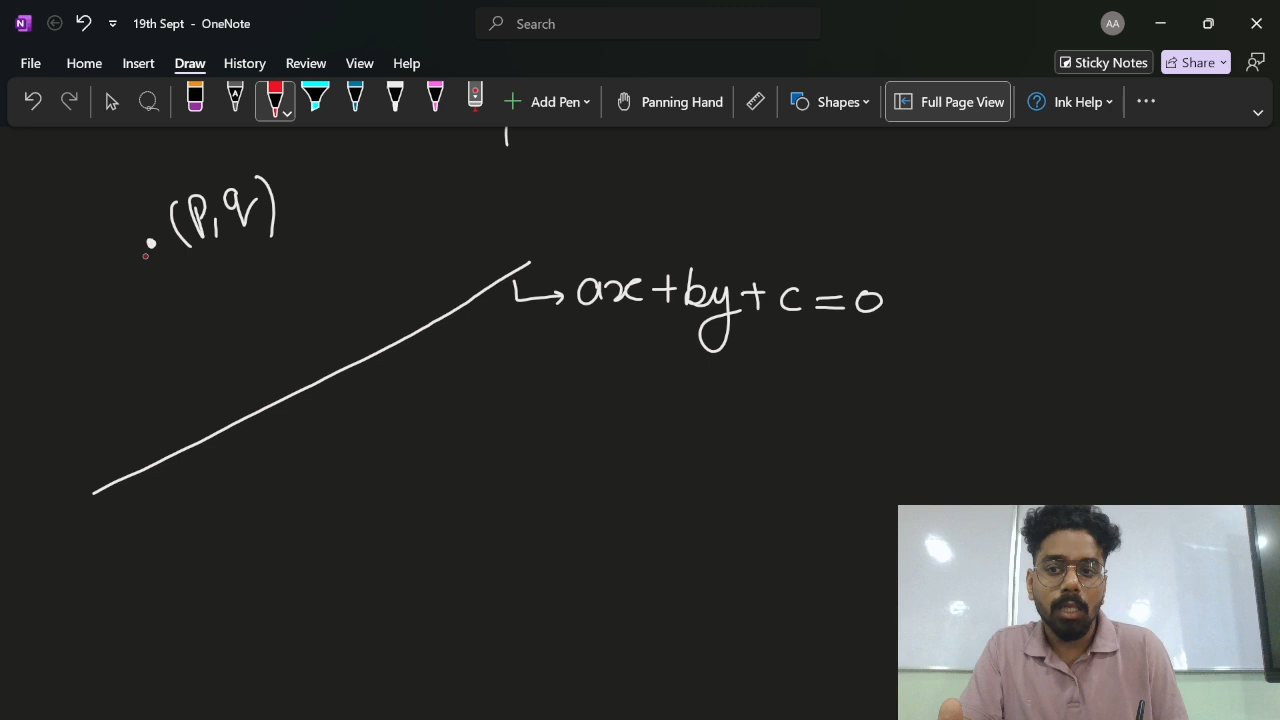 19th Sept - OneNote
Search
AA
File Home Insert Draw History Review View Help
Sticky Notes
Share
A
Add Pen
Panning Hand
Shapes
Full Page View
Ink Help
(p,q)
ax+by+c=0